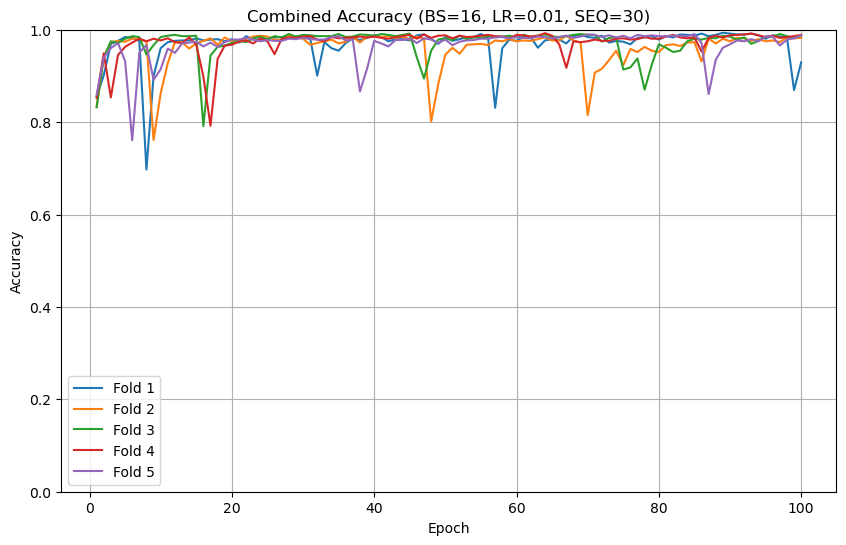 Combined Accuracy (BS=16, LR=0.01, SEQ=30)
1.0
0.8
0.6
0.4
0.2
0.0
Accuracy
Fold 1
Fold 2
Fold 3
Fold 4
Fold 5
0 20 40 60 80 100
Epoch